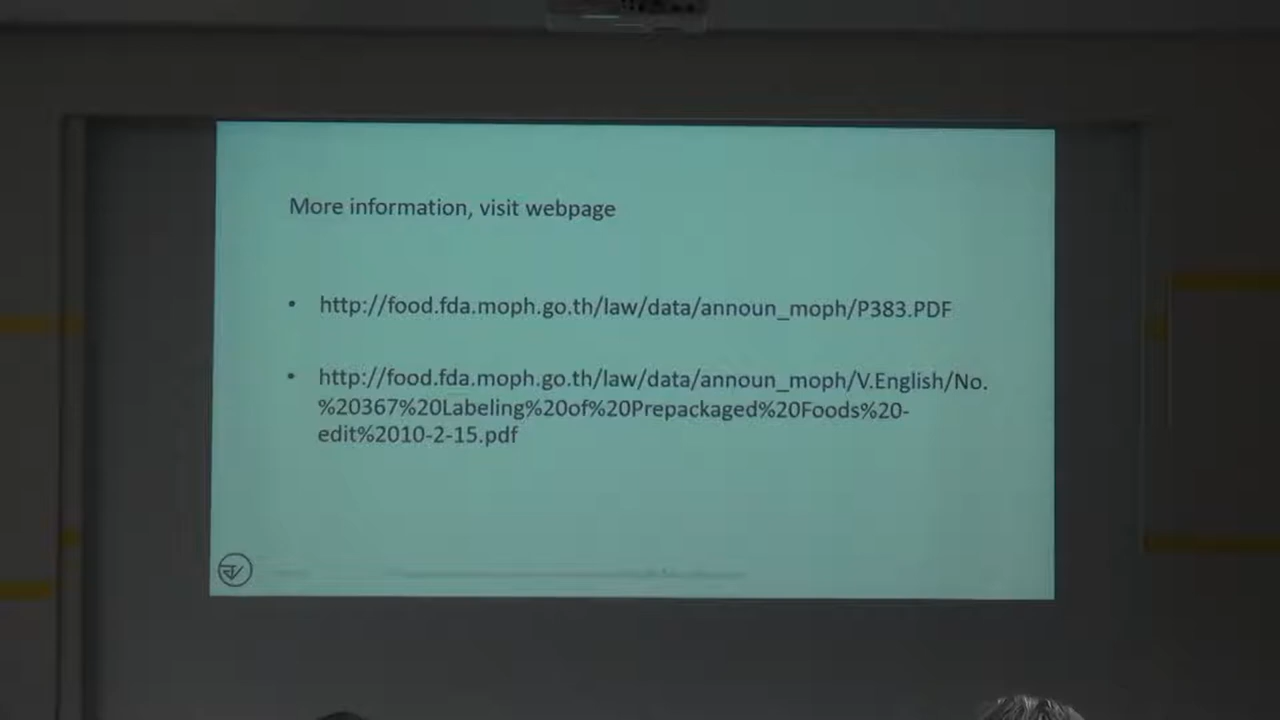 More information, visit webpage
• http://food.fda.moph.go.th/law/data/announ_moph/P383.PDF
• http://food.fda.moph.go.th/law/data/announ_moph/V.English/No.
%20367%20Labeling%20of%20Prepackaged%20Foods%20-
edit%2010-2-15.pdf